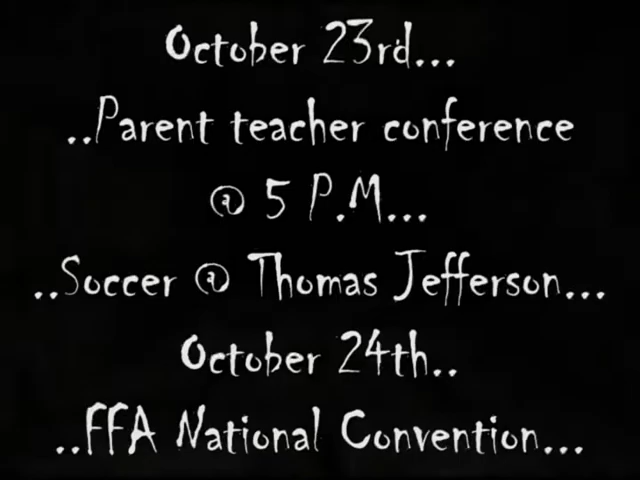 October 23rd...
..Parent teacher conference
@ 5 P.M...
..Soccer @ Thomas Jefferson...
October 24th..
..FFA National Convention...